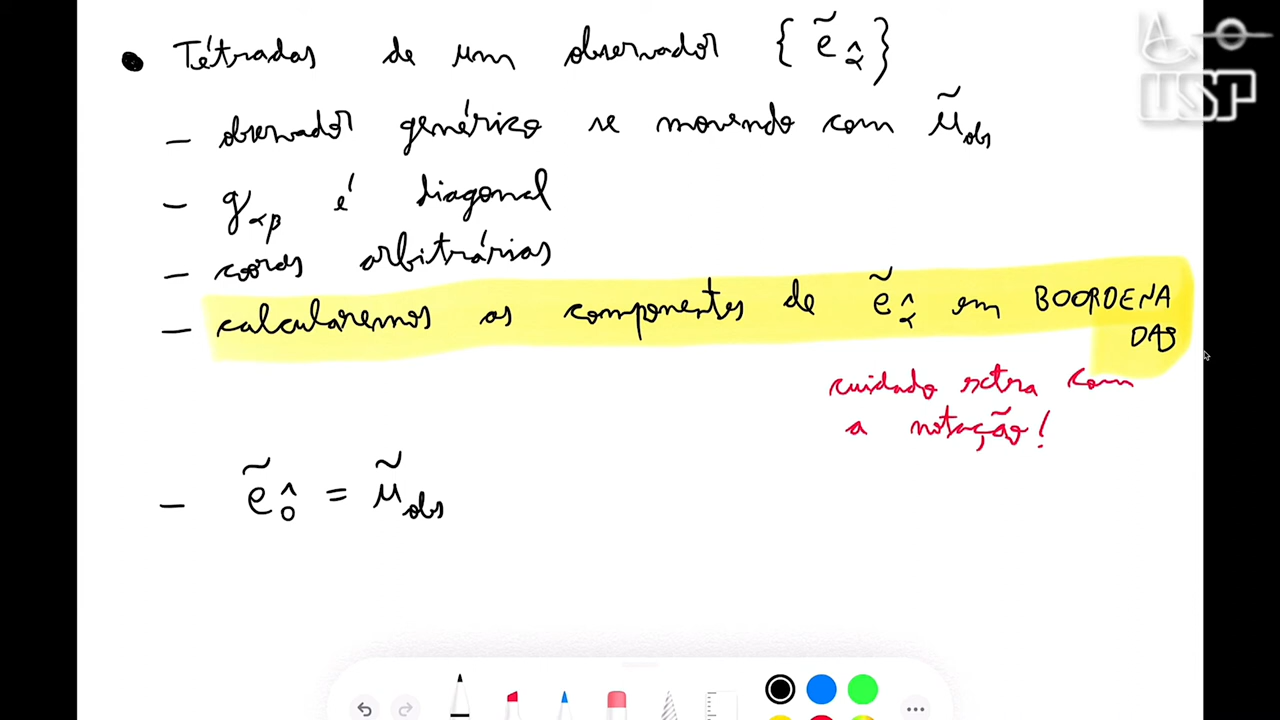 • Tétradas de um observador {ẽ_α̂}
– observador genérico se movendo com ũ_obs
– g_αβ é diagonal
– coords arbitrárias
– calcularemos as componentes de ẽ_α̂ em BOORDENA
DAS
cuidado extra com
a notação!
– ẽ_0̂ = ũ_obs
USP